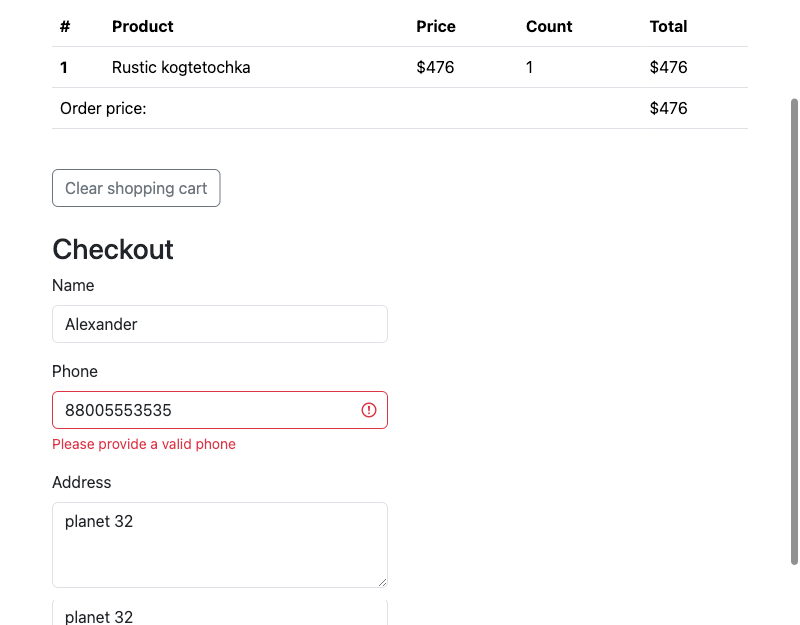 # Product Price Count Total
1 Rustic kogtetochka $476 1 $476
Order price: $476
Clear shopping cart
Checkout
Name
Alexander
Phone
88005553535
Please provide a valid phone
Address
planet 32
planet 32